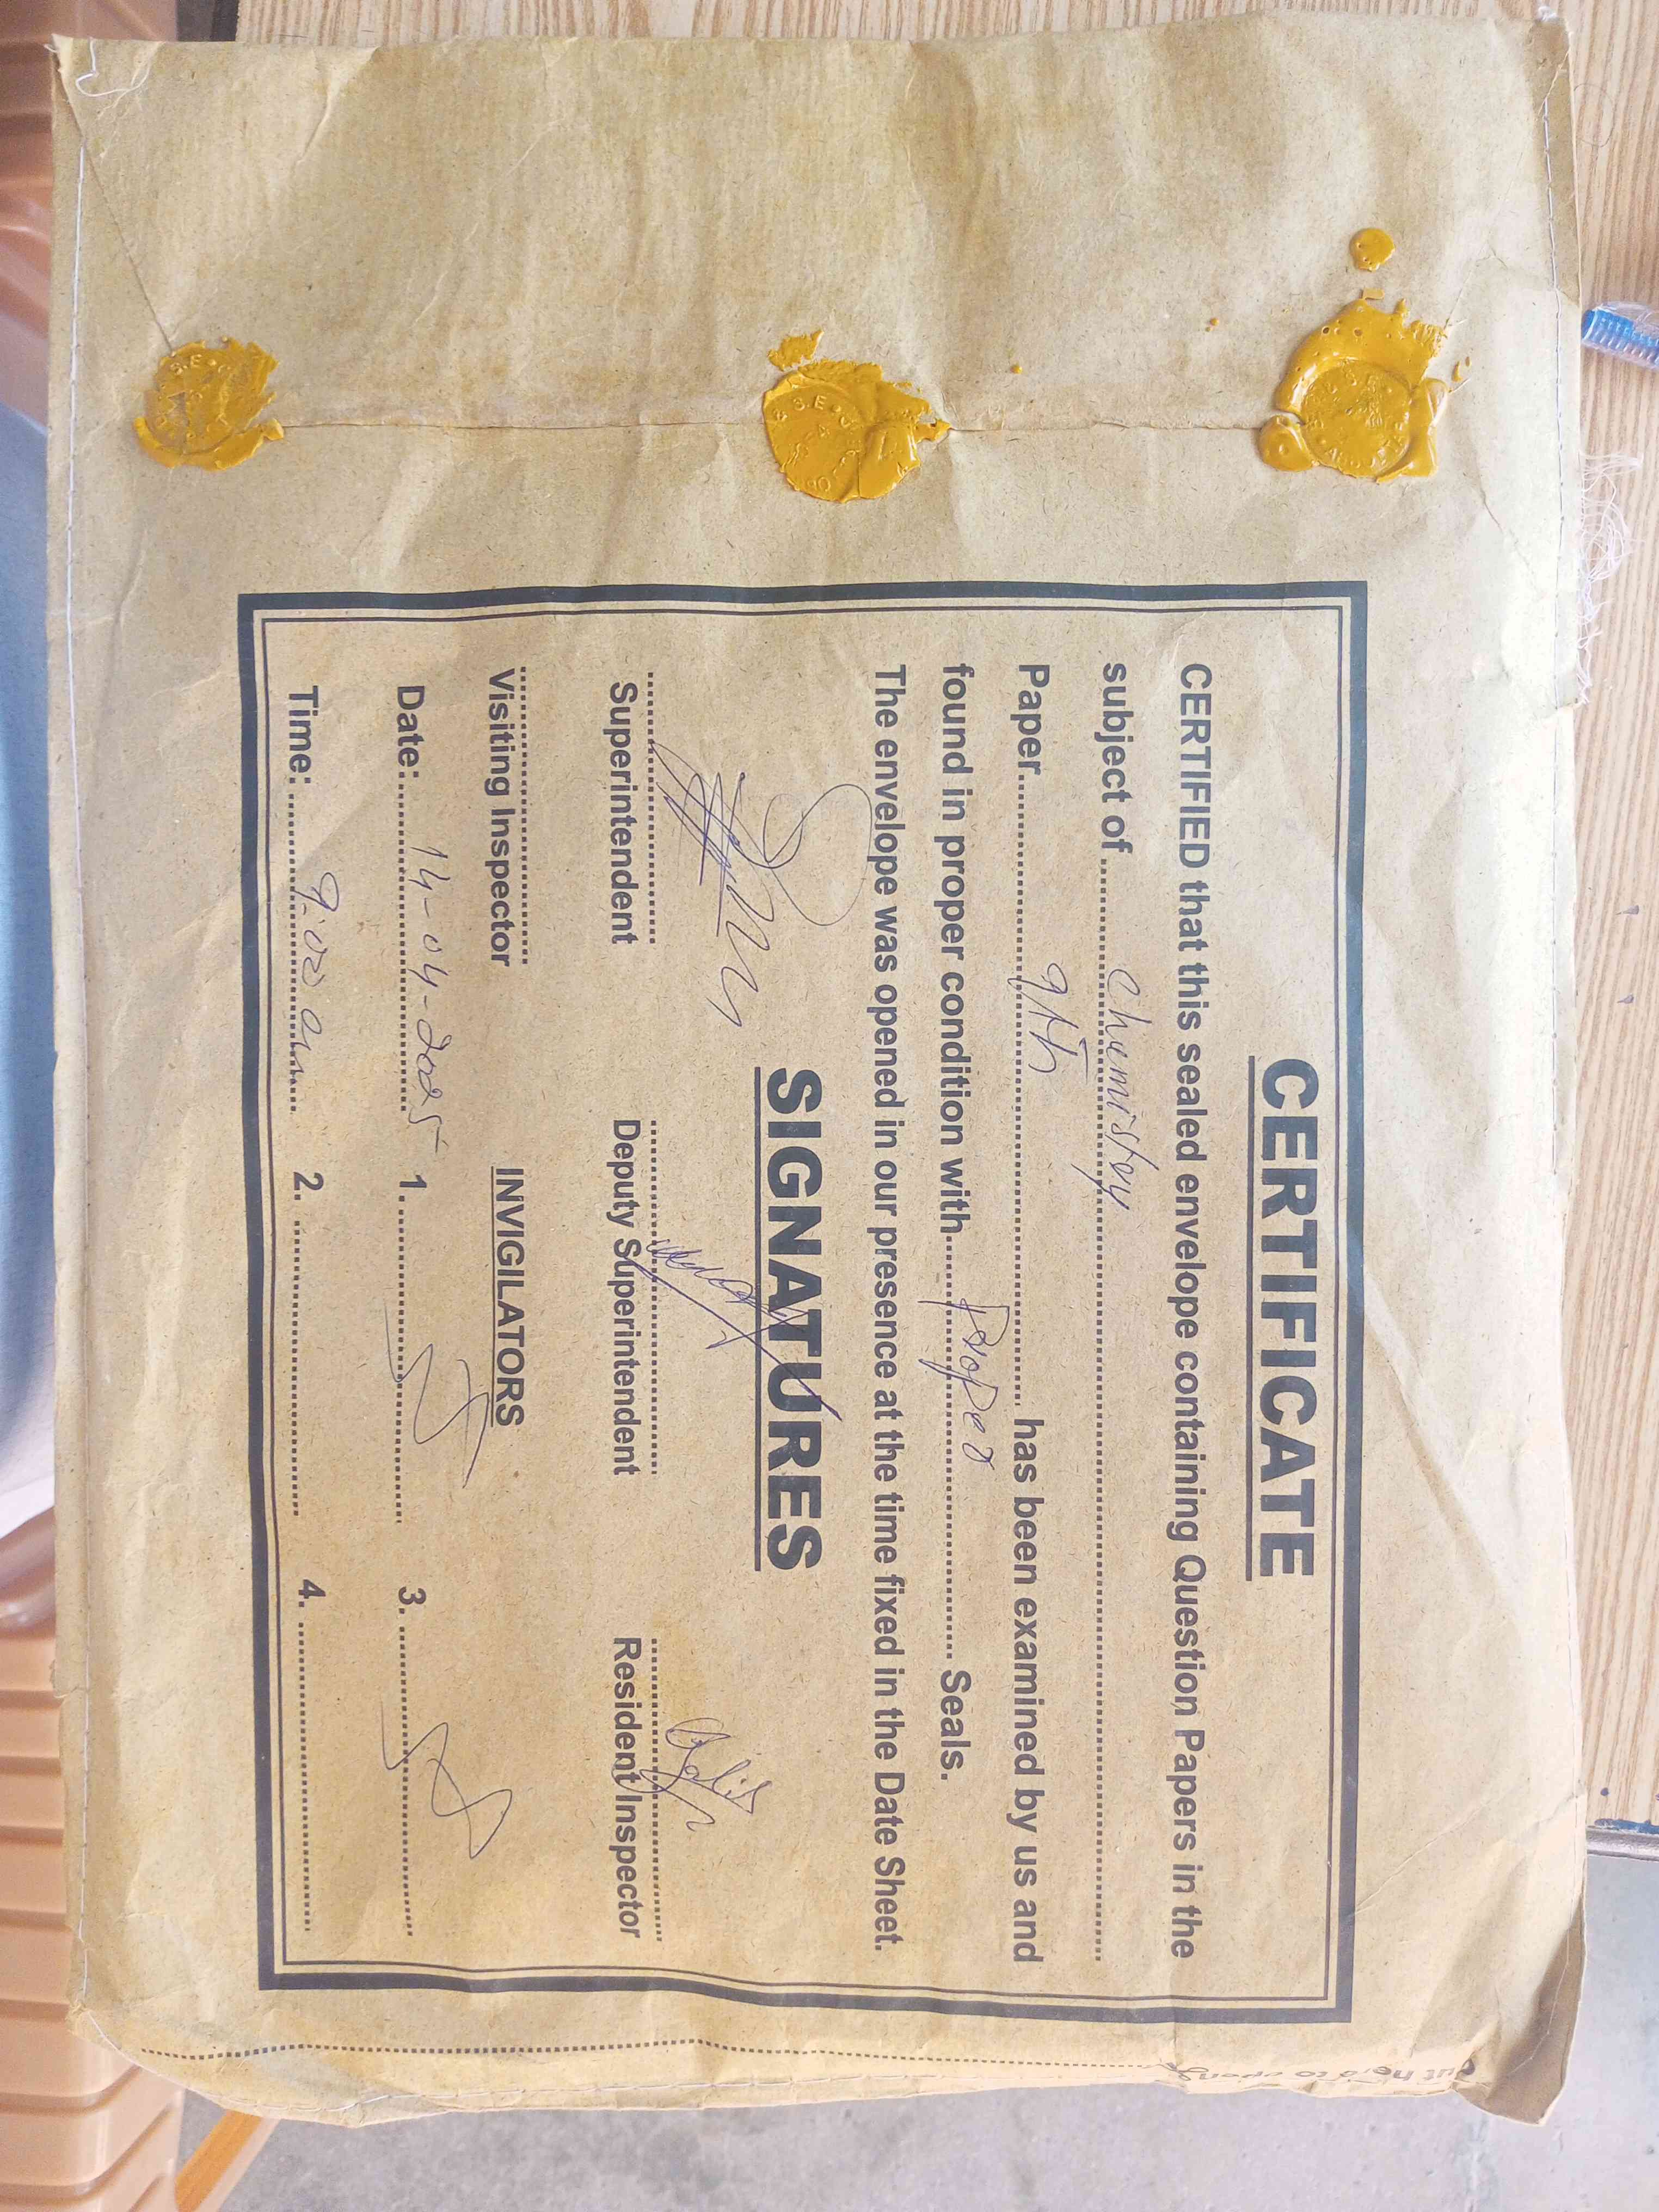 CERTIFICATE
CERTIFIED that this sealed envelope containing Question Papers in the
subject of.......... Chemistry ..........
Paper.......... 9th .......... has been examined by us and
found in proper condition with.......... Proper .......... Seals.
The envelope was opened in our presence at the time fixed in the Date Sheet.
SIGNATURES
Superintendent Deputy Superintendent Resident Inspector
Visiting Inspector INVIGILATORS
Date: 14-04-2025 1. .......... 3. ..........
Time: 9:00 am 2. .......... 4. ..........